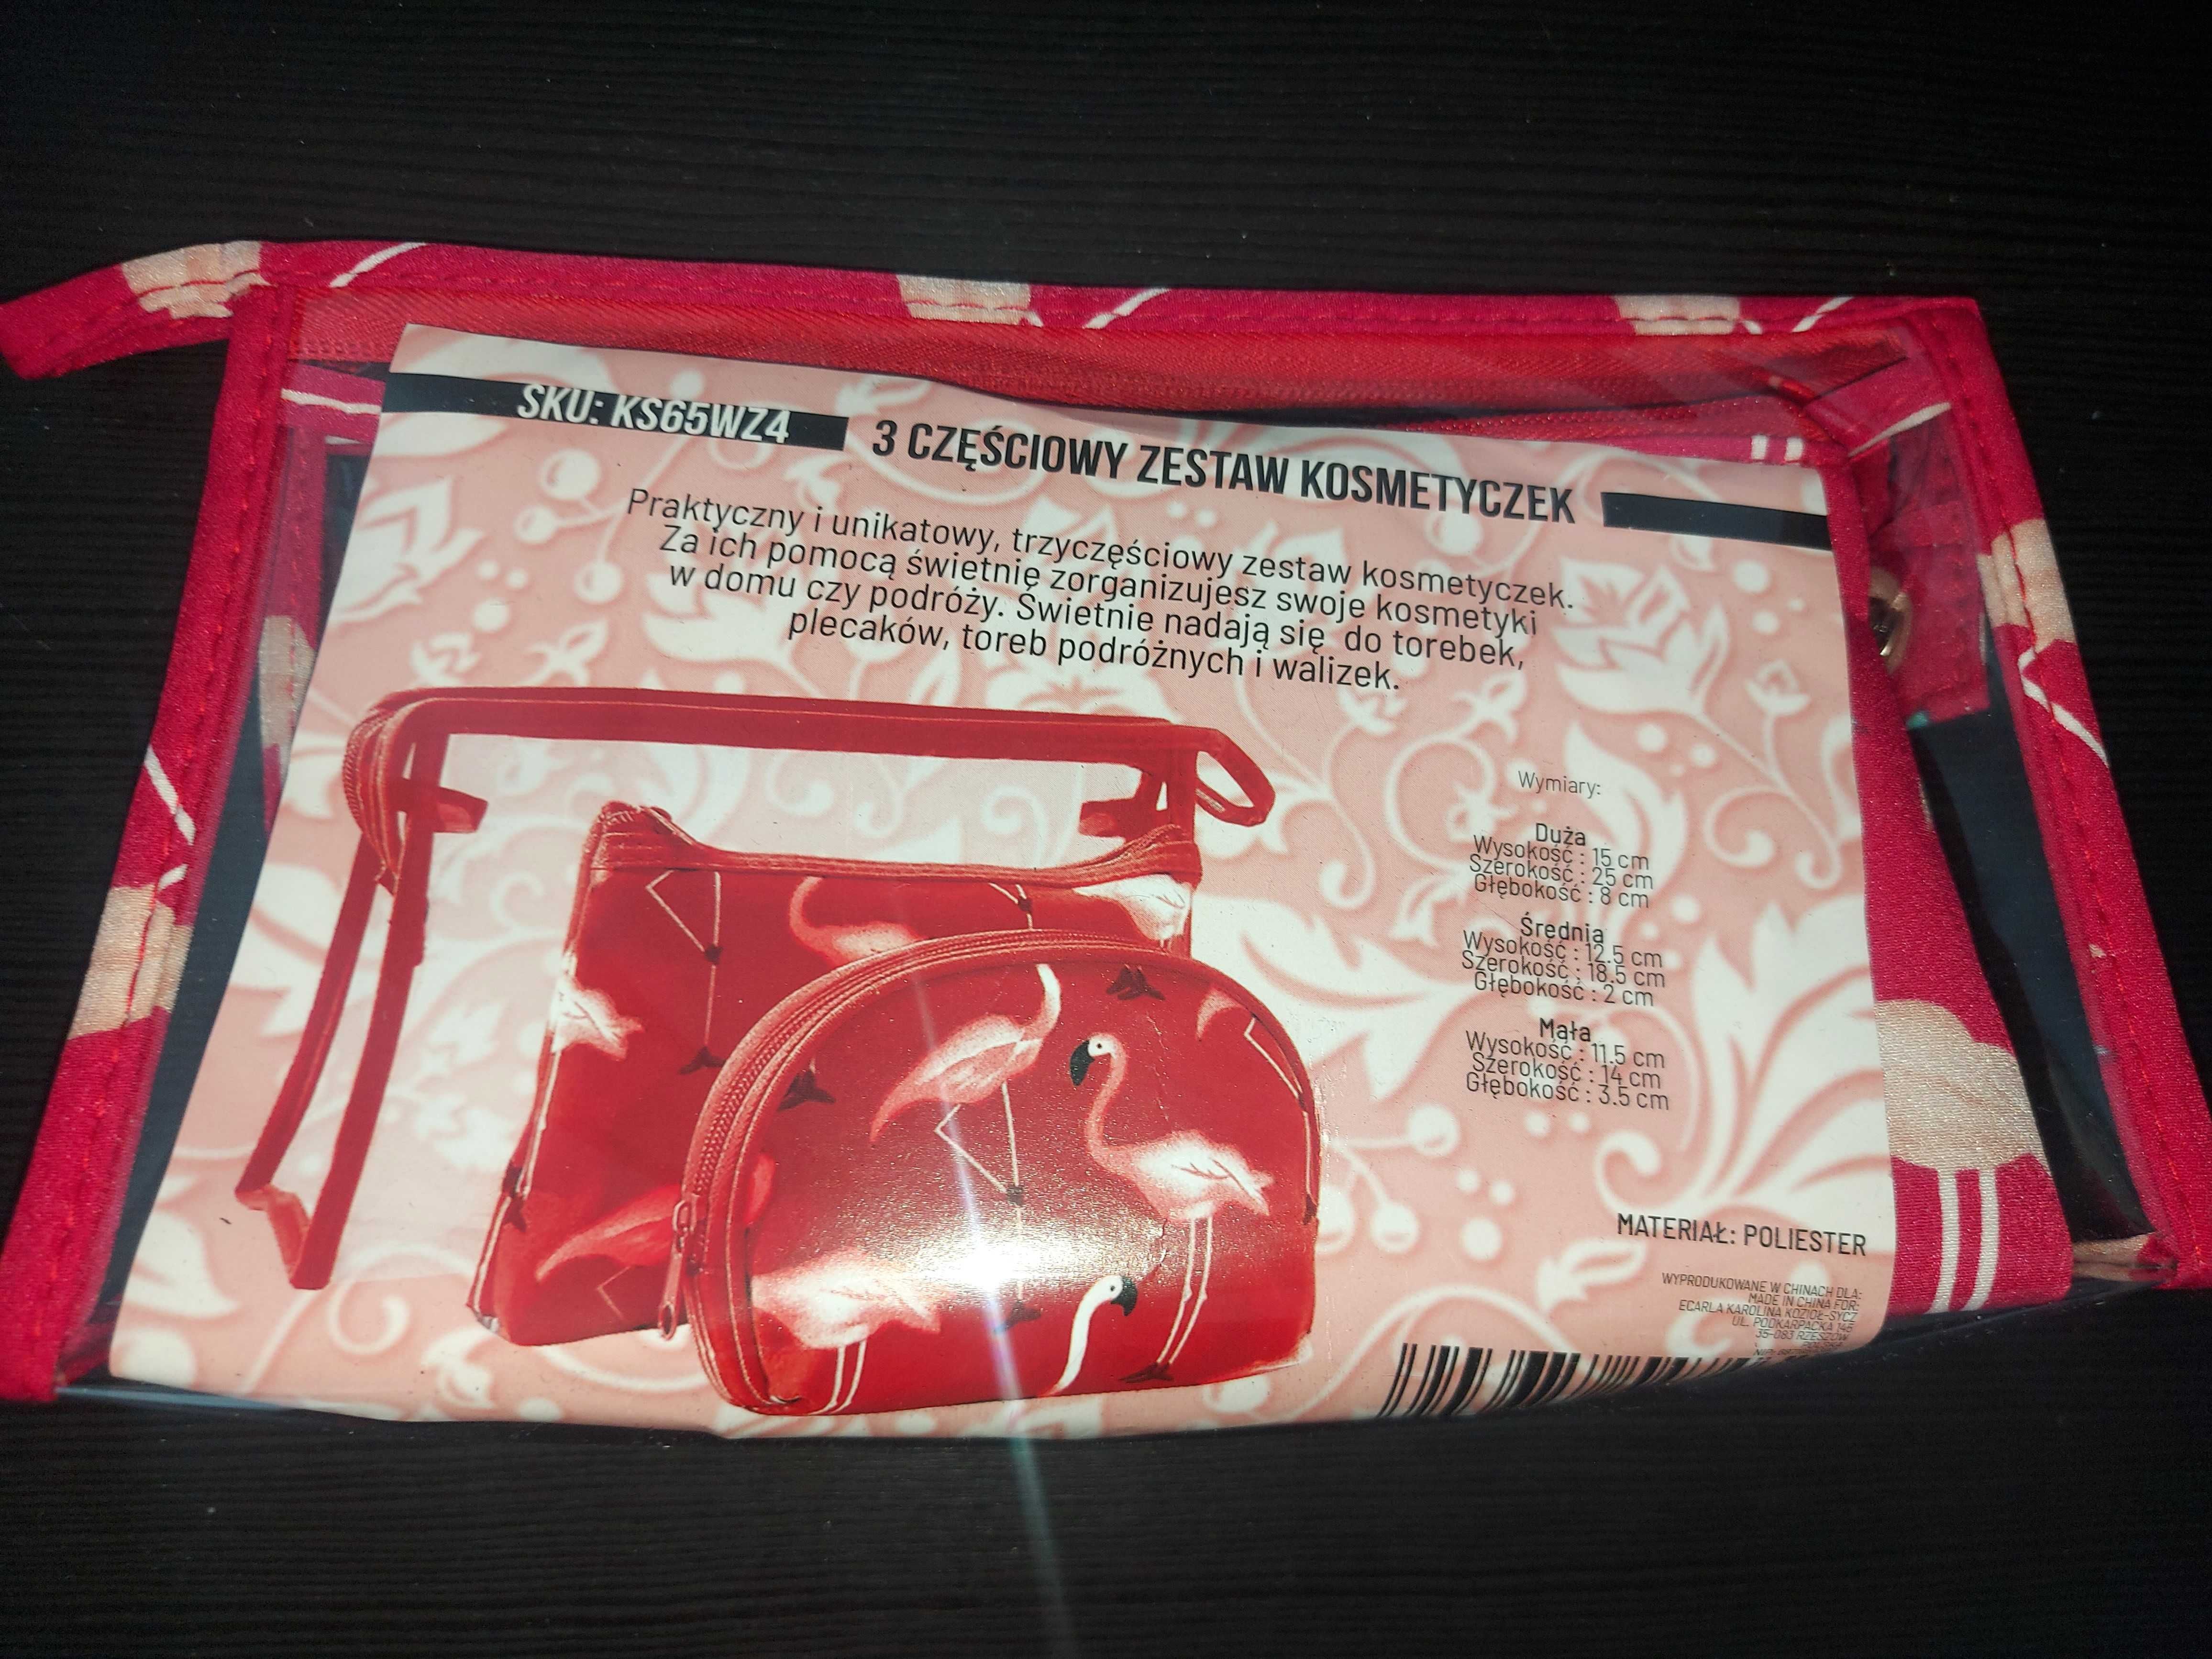 SKU: KS65WZ4
3 CZĘŚCIOWY ZESTAW KOSMETYCZEK
Praktyczny i unikatowy, trzyczęściowy zestaw kosmetyczek.
Za ich pomocą świetnie zorganizujesz swoje kosmetyki
w domu czy podróży. Świetnie nadają się do torebek,
plecaków, toreb podróżnych i walizek.
Wymiary:
Duża
Wysokość : 15 cm
Szerokość : 25 cm
Głębokość : 8 cm
Średnia
Wysokość : 12.5 cm
Szerokość : 18.5 cm
Głębokość : 2 cm
Mała
Wysokość : 11.5 cm
Szerokość : 14 cm
Głębokość : 3.5 cm
MATERIAŁ: POLIESTER
WYPRODUKOWANE W CHINACH DLA:
MADE IN CHINA FOR:
ECARLA KAROLINA KOZIOŁ-SYCZ
UL. PODKARPACKA 14B
35-083 RZESZÓW